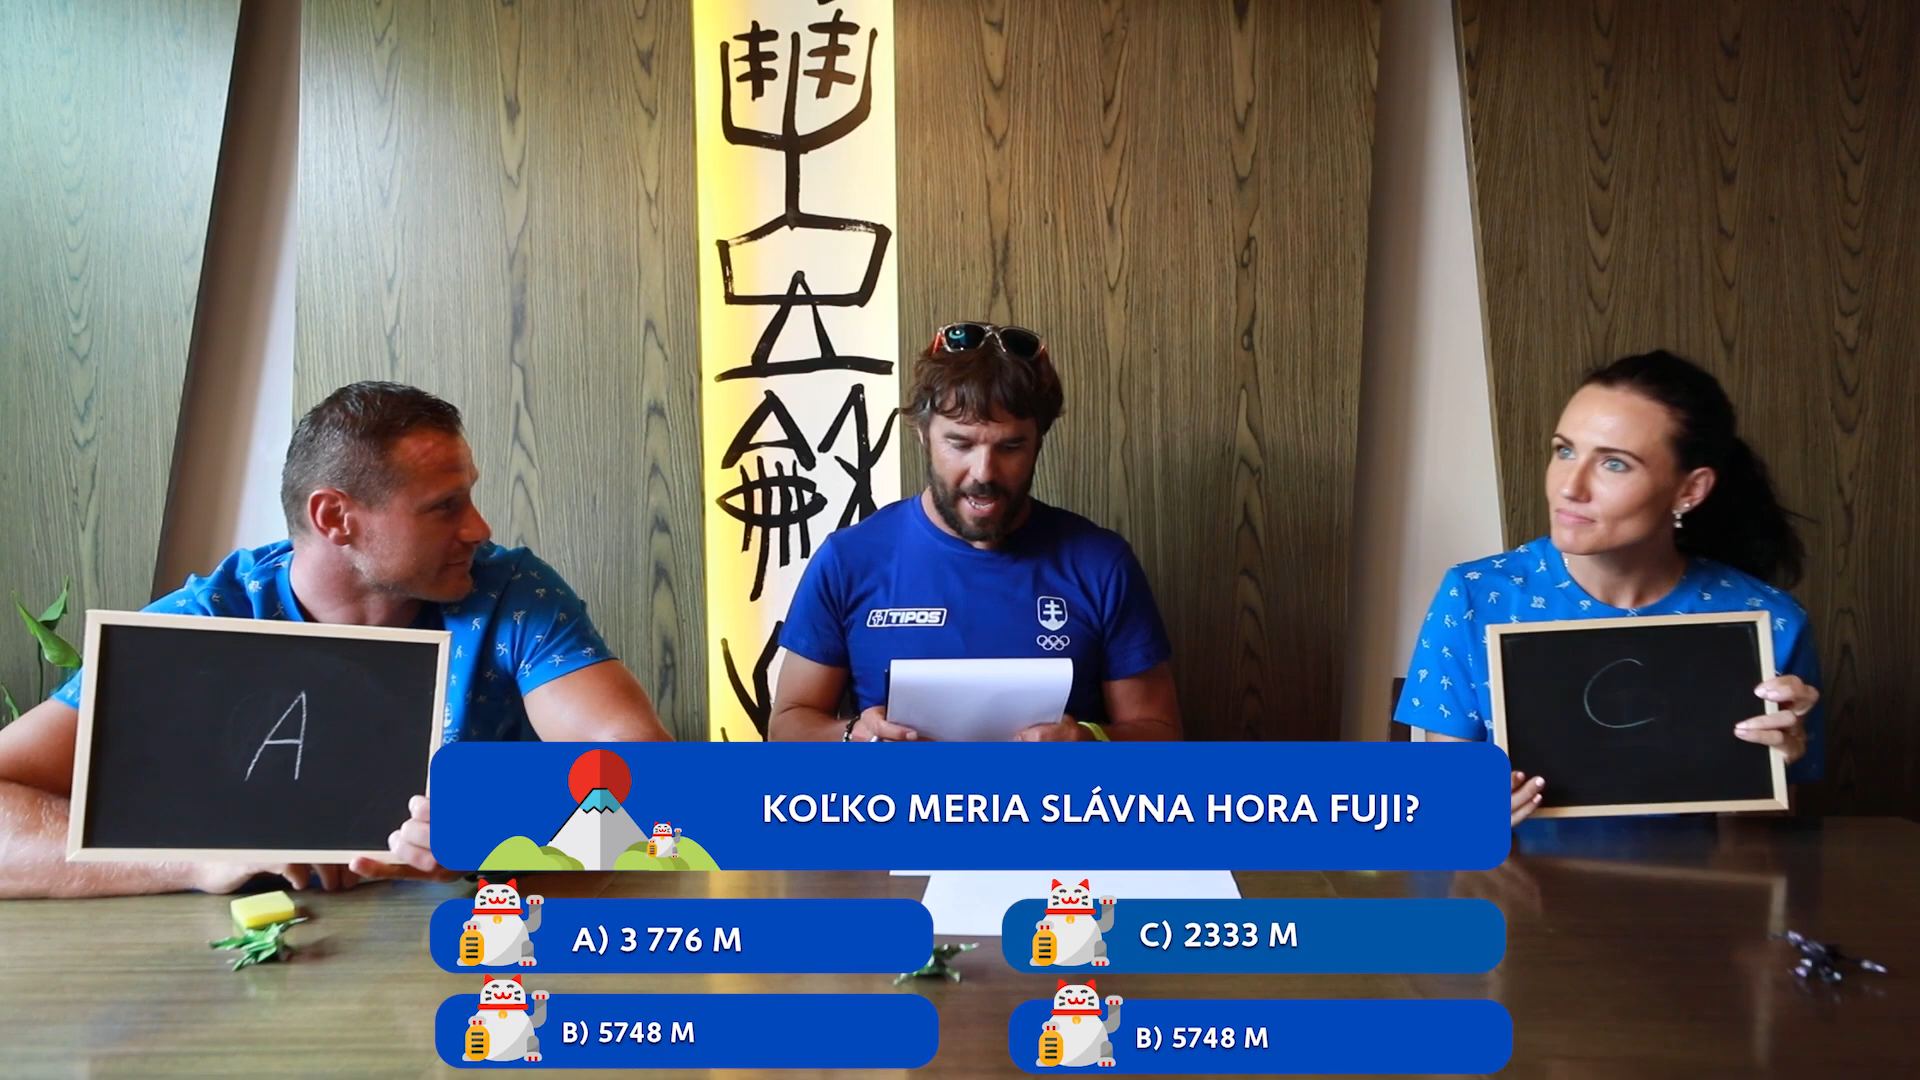 TIPOS
A
C
KOĽKO MERIA SLÁVNA HORA FUJI?
A) 3 776 M
C) 2333 M
B) 5748 M
B) 5748 M